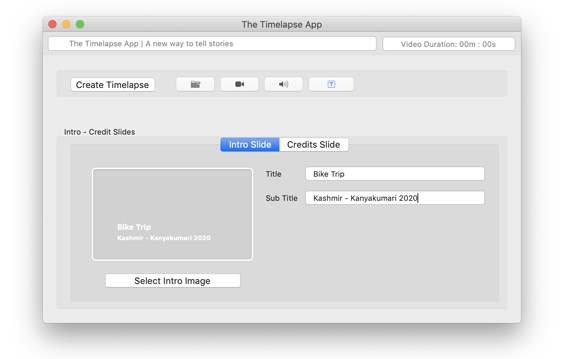 The Timelapse App
The Timelapse App | A new way to tell stories
Video Duration: 00m : 00s
Create Timelapse
T
Intro - Credit Slides
Intro Slide
Credits Slide
Title
Bike Trip
Sub Title
Kashmir - Kanyakumari 2020
Bike Trip
Kashmir - Kanyakumari 2020
Select Intro Image